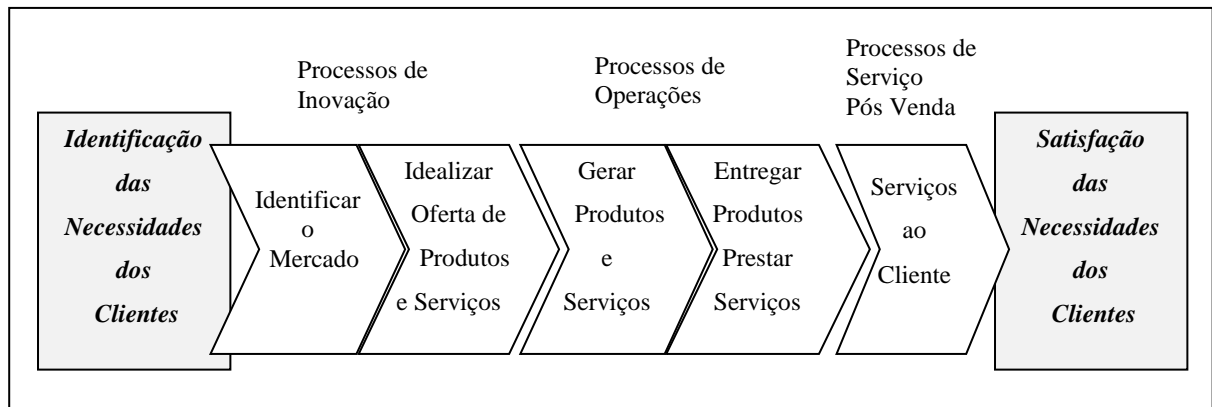 Processos de
Inovação
Processos de
Operações
Processos de
Serviço
Pós Venda
Identificação
das
Necessidades
dos
Clientes
Identificar
o
Mercado
Idealizar
Oferta de
Produtos
e Serviços
Gerar
Produtos
e
Serviços
Entregar
Produtos
Prestar
Serviços
Serviços
ao
Cliente
Satisfação
das
Necessidades
dos
Clientes